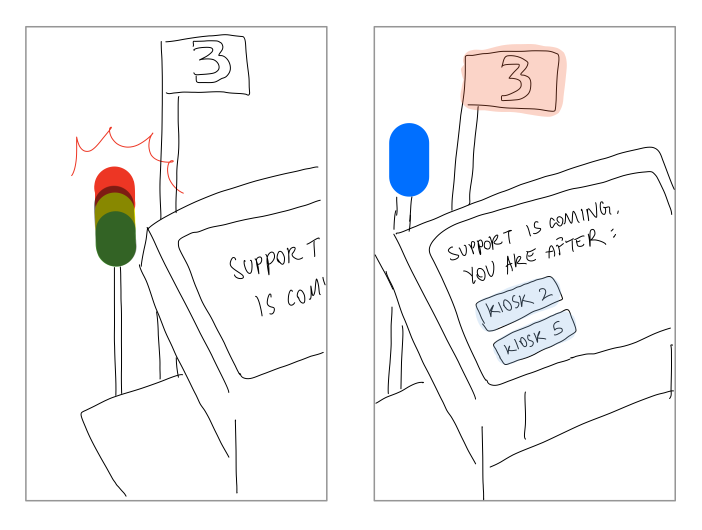 3
SUPPORT
IS COM
3
SUPPORT IS COMING.
YOU ARE AFTER:
KIOSK 2
KIOSK 5